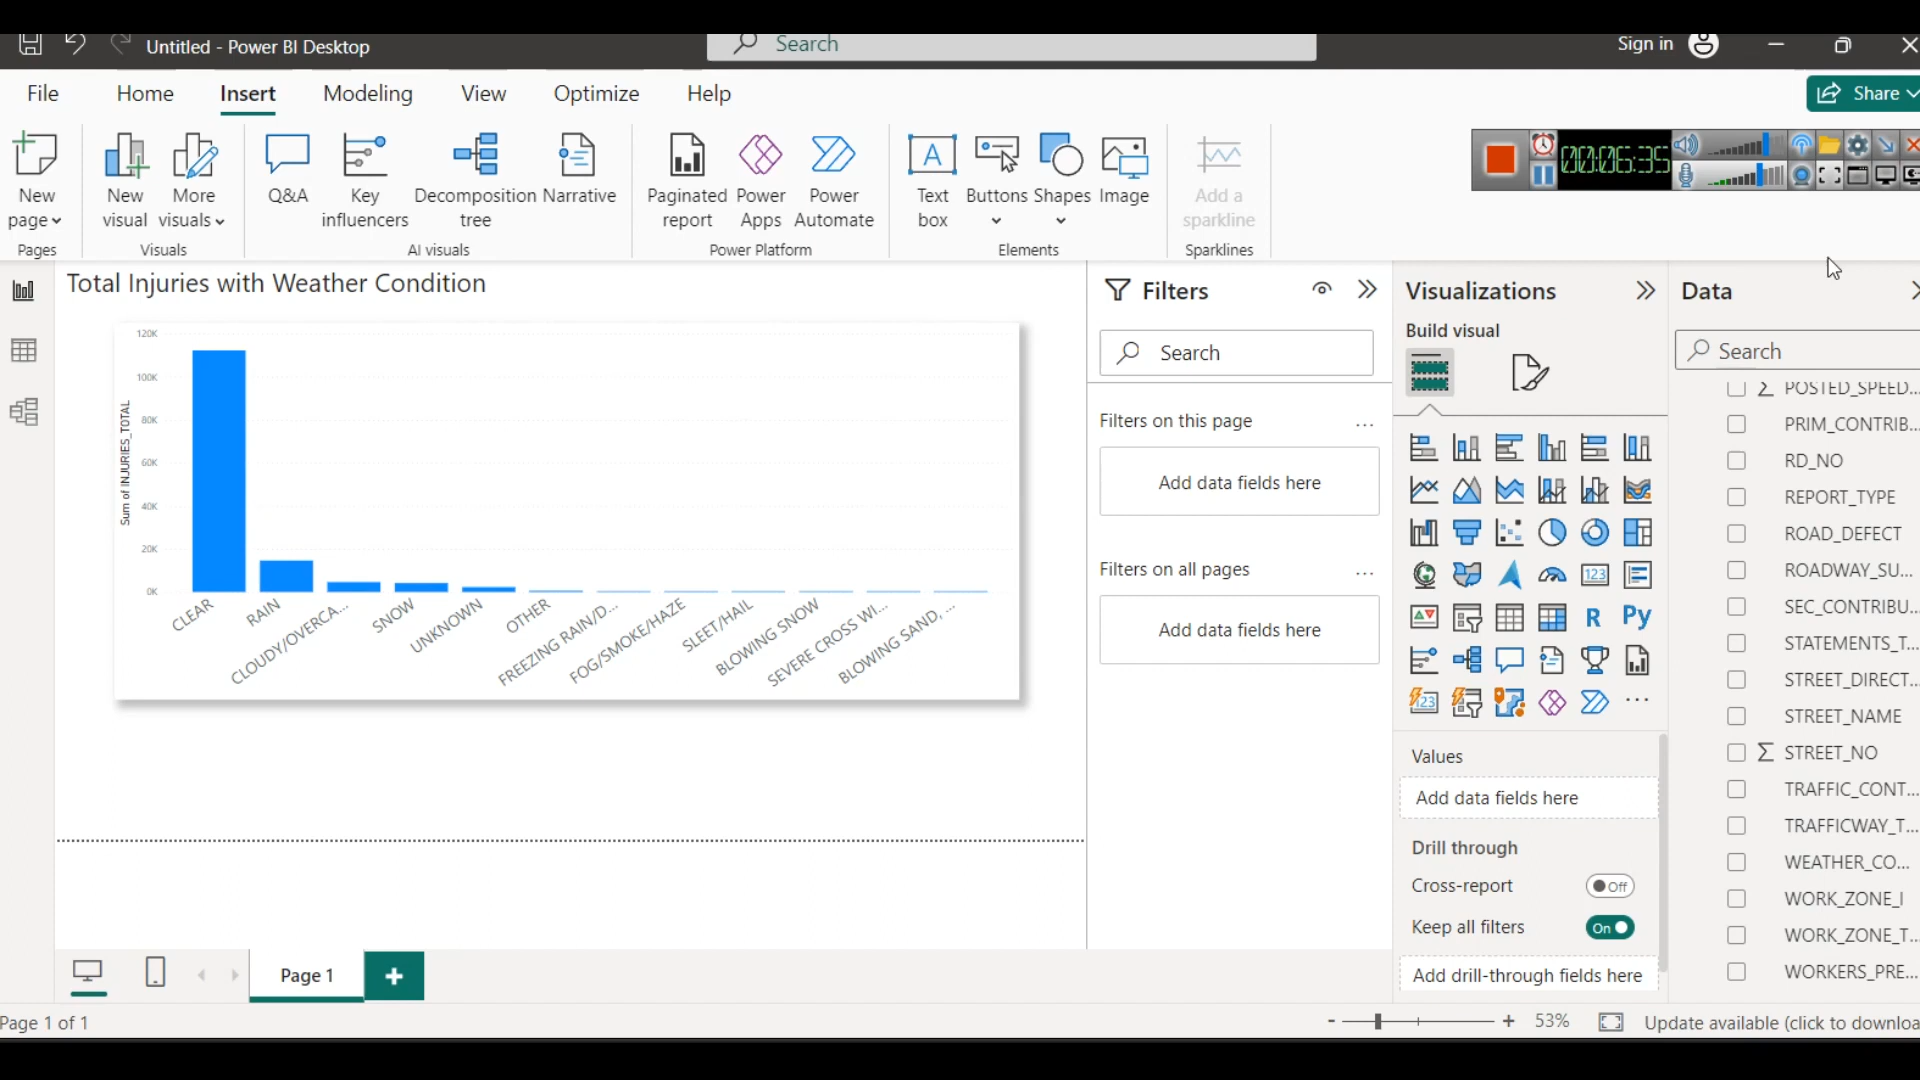 Untitled - Power BI Desktop
Search
Sign in
File
Home
Insert
Modeling
View
Optimize
Help
Share
New page
Pages
New visual
More visuals
Visuals
Q&A
Key influencers
Decomposition tree
Narrative
AI visuals
Paginated report
Power Apps
Power Automate
Power Platform
A
Text box
Buttons
Shapes
Image
Elements
Add a sparkline
Sparklines
00:06:35
Total Injuries with Weather Condition
Sum of INJURIES_TOTAL
120K
100K
80K
60K
40K
20K
0K
CLEAR
RAIN
CLOUDY/OVERCA...
SNOW
UNKNOWN
OTHER
FREEZING RAIN/D...
FOG/SMOKE/HAZE
SLEET/HAIL
BLOWING SNOW
SEVERE CROSS WI...
BLOWING SAND, ...
Filters
Search
Filters on this page
...
Add data fields here
Filters on all pages
...
Add data fields here
Visualizations
Build visual
123
R
Py
123
...
Values
Add data fields here
Drill through
Cross-report
Off
Keep all filters
On
Add drill-through fields here
Data
Search
Σ POSTED_SPEED...
PRIM_CONTRIB...
RD_NO
REPORT_TYPE
ROAD_DEFECT
ROADWAY_SU...
SEC_CONTRIBU...
STATEMENTS_T...
STREET_DIRECT...
STREET_NAME
Σ STREET_NO
TRAFFIC_CONT...
TRAFFICWAY_T...
WEATHER_CO...
WORK_ZONE_I
WORK_ZONE_T...
WORKERS_PRE...
Page 1
+
Page 1 of 1
- + 53%
Update available (click to downloa